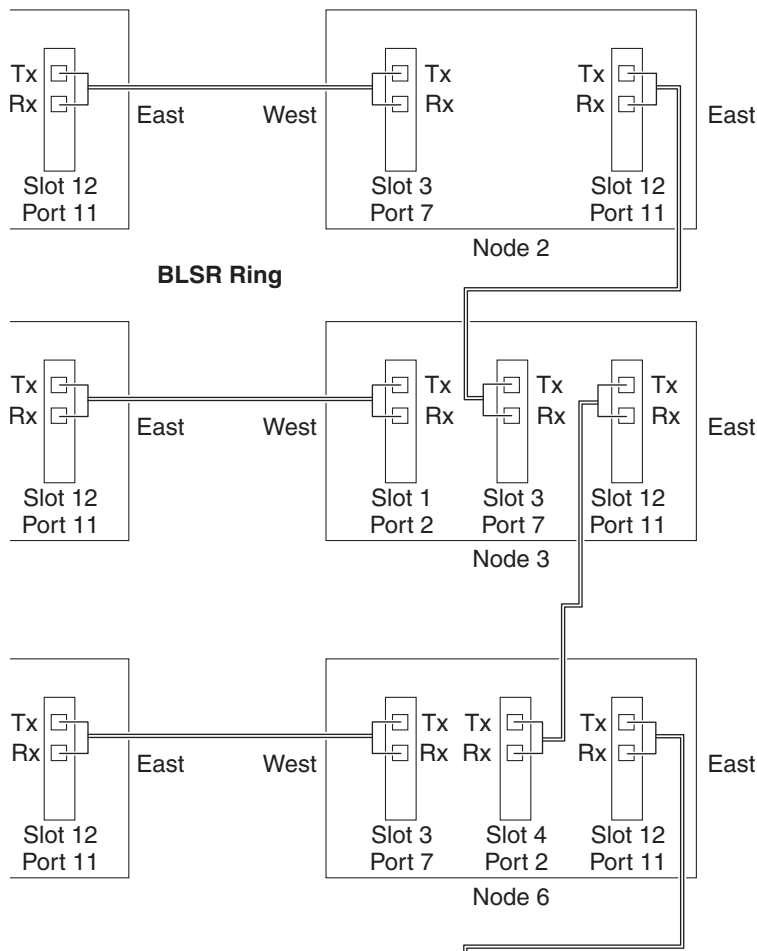 Tx
Rx
East
Slot 12
Port 11
West
Tx
Rx
Slot 3
Port 7
Tx
Rx
Slot 12
Port 11
East
Node 2
BLSR Ring
Tx
Rx
East
Slot 12
Port 11
West
Tx
Rx
Slot 1
Port 2
Tx
Rx
Slot 3
Port 7
Tx
Rx
Slot 12
Port 11
East
Node 3
Tx
Rx
East
Slot 12
Port 11
West
Tx
Rx
Slot 3
Port 7
Tx
Rx
Slot 4
Port 2
Tx
Rx
Slot 12
Port 11
East
Node 6